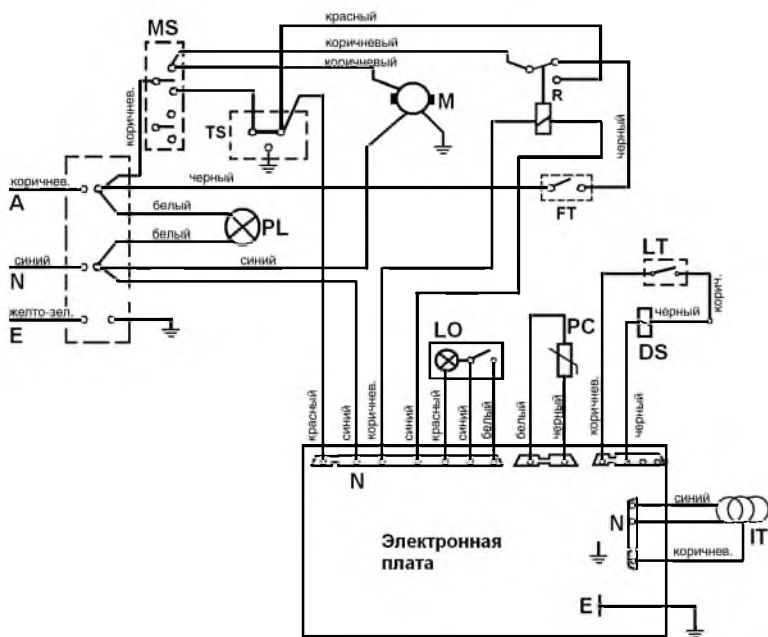 красный
MS
коричневый
коричневый
коричнев.
TS
M
R
черный
коричнев.
A
черный
белый
PL
белый
FT
синий
N
синий
LT
желто-зел.
E
LO
PC
черный
корич.
DS
красный
синий
коричнев.
синий
красный
синий
белый
белый
черный
коричнев.
черный
N
синий
N
IT
коричнев.
Электронная
плата
E